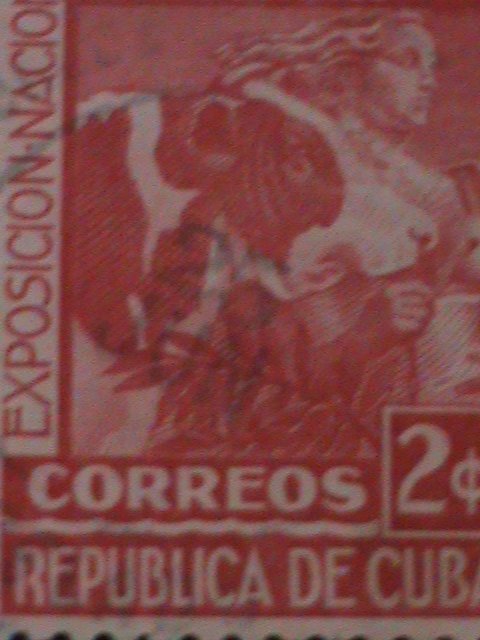 EXPOSICION NACIO
CORREOS
2¢
REPUBLICA DE CUBA